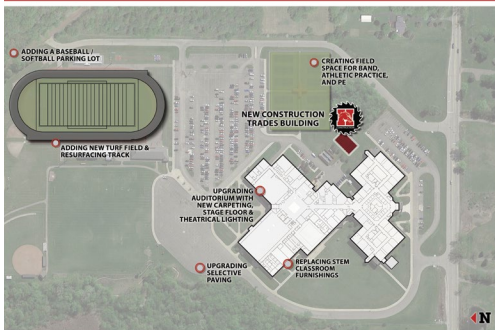 ADDING A BASEBALL /
SOFTBALL PARKING LOT
CREATING FIELD
SPACE FOR BAND,
ATHLETIC PRACTICE,
AND PE
NEW CONSTRUCTION
TRADES BUILDING
ADDING NEW TURF FIELD &
RESURFACING TRACK
UPGRADING
AUDITORIUM WITH
NEW CARPETING,
STAGE FLOOR &
THEATRICAL LIGHTING
UPGRADING
SELECTIVE
PAVING
REPLACING STEM
CLASSROOM
FURNISHINGS
N